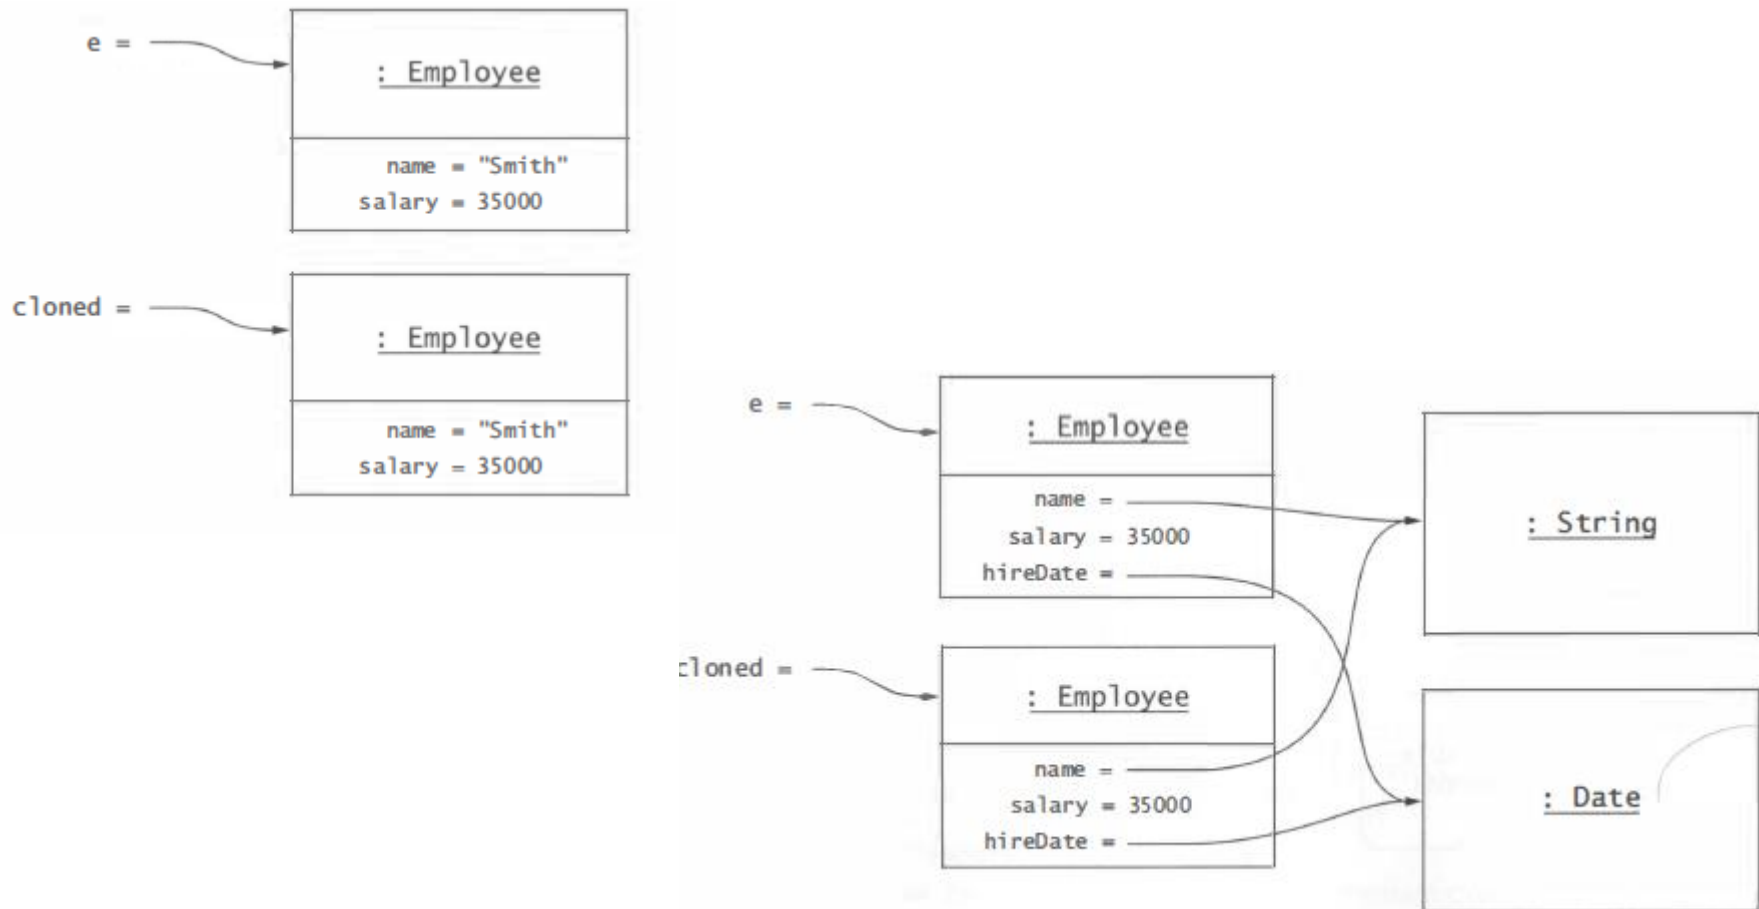 e =
: Employee
name = "Smith"
salary = 35000
cloned =
: Employee
name = "Smith"
salary = 35000
e =
: Employee
name =
salary = 35000
hireDate =
: String
cloned =
: Employee
name =
salary = 35000
hireDate =
: Date